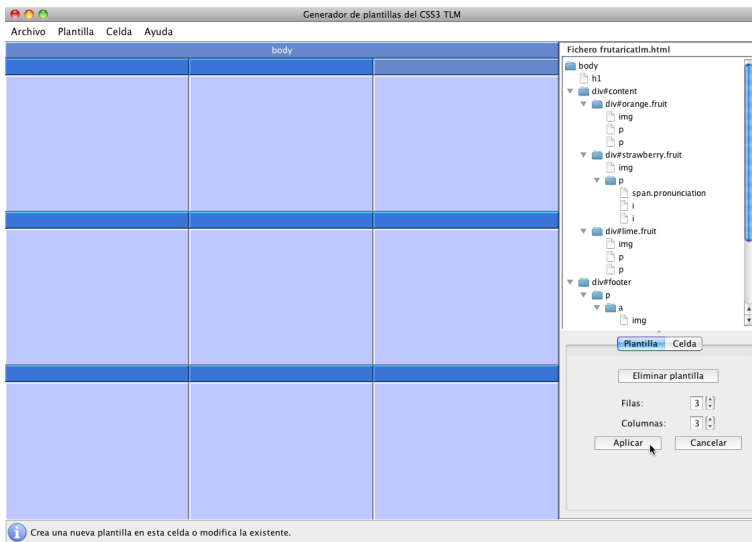 Generador de plantillas del CSS3 TLM
Archivo Plantilla Celda Ayuda
body
Fichero frutaricatlm.html
body
h1
div#content
div#orange.fruit
img
p
p
div#strawberry.fruit
img
p
span.pronunciation
i
i
div#lime.fruit
img
p
p
div#footer
p
a
img
Plantilla Celda
Eliminar plantilla
Filas: 3
Columnas: 3
Aplicar Cancelar
Crea una nueva plantilla en esta celda o modifica la existente.